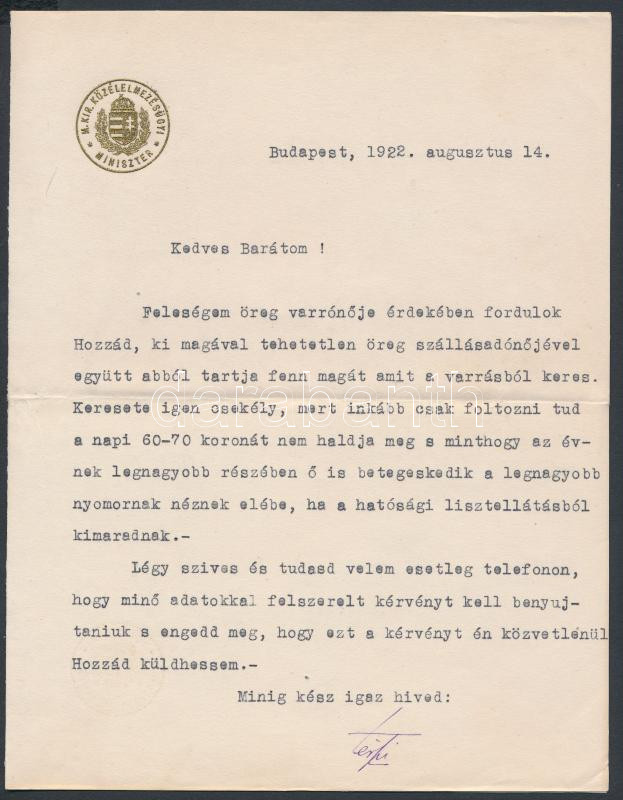 M. KIR. KÖZÉLELMEZÉSÜGYI
* MINISZTER *
Budapest, 1922. augusztus 14.
Kedves Barátom !
Feleségem öreg varrónője érdekében fordulok
Hozzád, ki magával tehetetlen öreg szállásadónőjével
együtt abból tartja fenn magát amit a varrásból keres.
Keresete igen csekély, mert inkább csak foltozni tud
a napi 60-70 koronát nem haldja meg s minthogy az év-
nek legnagyobb részében ő is betegeskedik a legnagyobb
nyomornak néznek elébe, ha a hatósági lisztellátásból
kimaradnak.-
Légy szives és tudasd velem esetleg telefonon,
hogy minő adatokkal felszerelt kérvényt kell benyuj-
taniuk s engedd meg, hogy ezt a kérvényt én közvetlenül
Hozzád küldhessem.-
Minig kész igaz hived:
darabanth